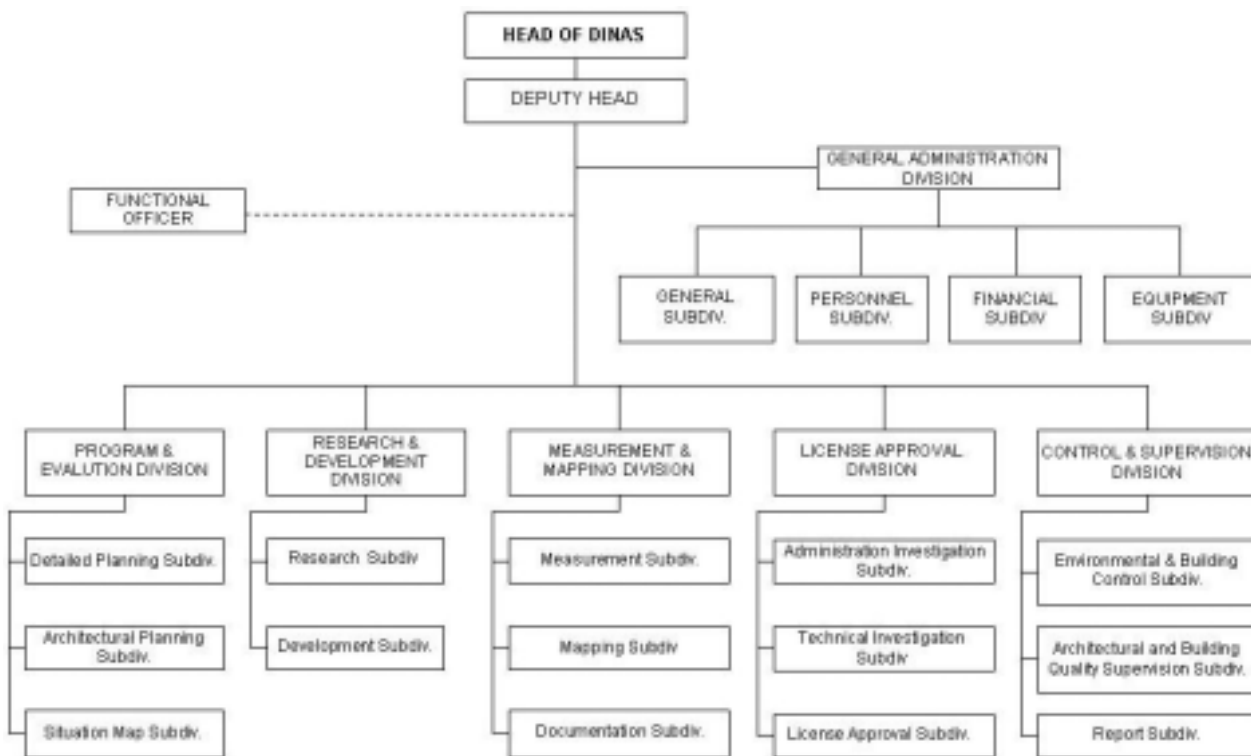 HEAD OF DINAS
DEPUTY HEAD
GENERAL ADMINISTRATION
DIVISION
FUNCTIONAL
OFFICER
GENERAL
SUBDIV.
PERSONNEL
SUBDIV.
FINANCIAL
SUBDIV
EQUIPMENT
SUBDIV
PROGRAM &
EVALUTION DIVISION
RESEARCH &
DEVELOPMENT
DIVISION
MEASUREMENT &
MAPPING DIVISION
LICENSE APPROVAL
DIVISION
CONTROL & SUPERVISION
DIVISION
Detailed Planning Subdiv.
Architectural Planning
Subdiv.
Situation Map Subdiv.
Research Subdiv
Development Subdiv.
Measurement Subdiv.
Mapping Subdiv
Documentation Subdiv.
Administration Investigation
Subdiv.
Technical Investigation
Subdiv
License Approval Subdiv.
Environmental & Building
Control Subdiv.
Architectural and Building
Quality Supervision Subdiv.
Report Subdiv.